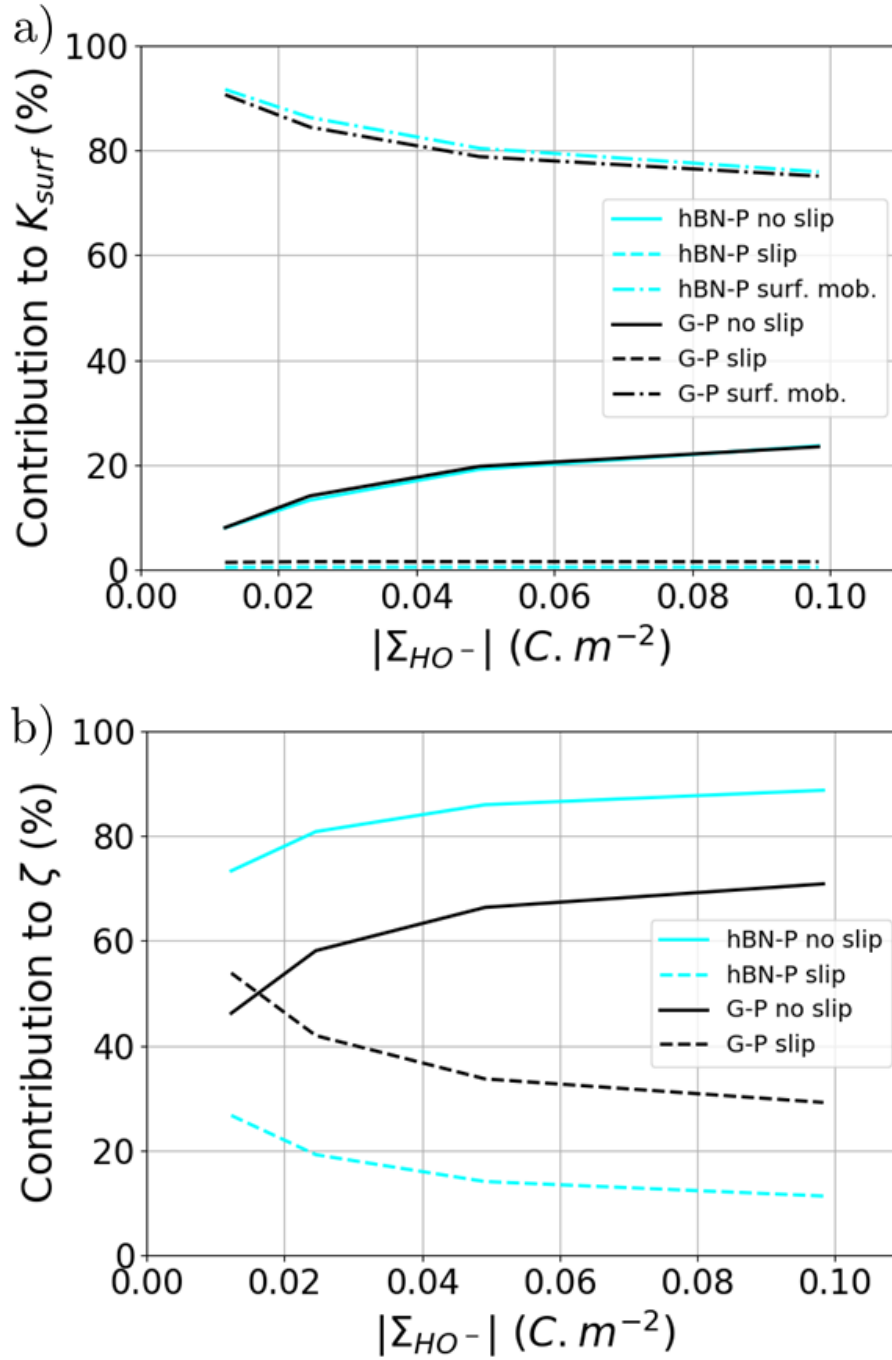 a)
Contribution to K_surf (%)
100
80
60
40
20
0
hBN-P no slip
hBN-P slip
hBN-P surf. mob.
G-P no slip
G-P slip
G-P surf. mob.
0.00 0.02 0.04 0.06 0.08 0.10
|Σ_HO⁻| (C. m⁻²)
b)
Contribution to ζ (%)
100
80
60
40
20
0
hBN-P no slip
hBN-P slip
G-P no slip
G-P slip
0.00 0.02 0.04 0.06 0.08 0.10
|Σ_HO⁻| (C. m⁻²)